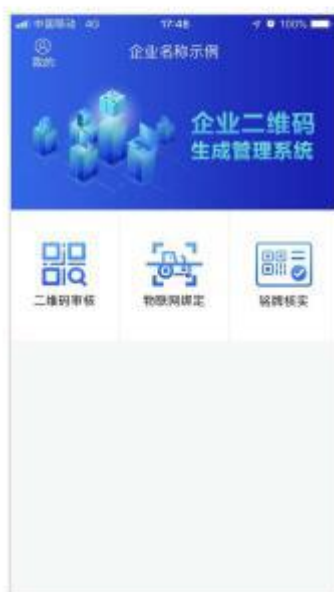 中国移动 4G 17:48 100%
我的 企业名称示例
企业二维码
生成管理系统
二维码审核 物联网绑定 铭牌核实